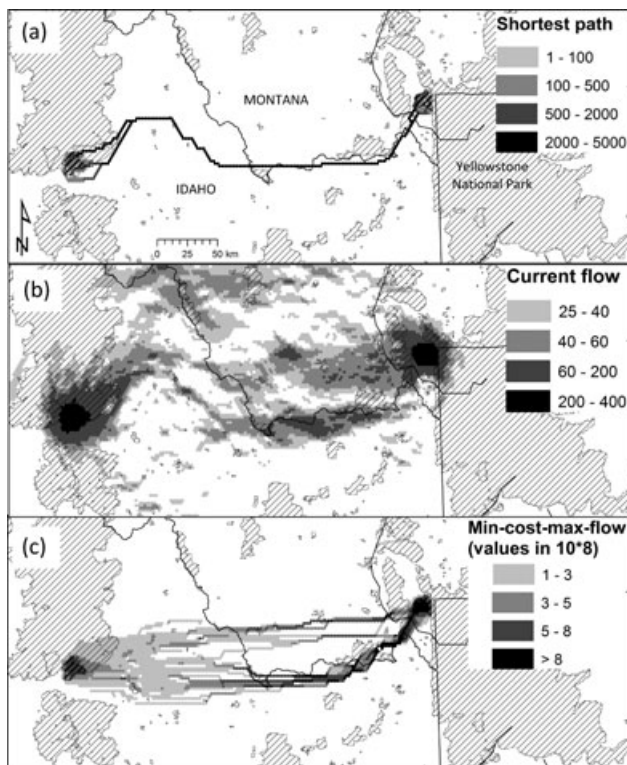 (a)
Shortest path
1 - 100
100 - 500
500 - 2000
2000 - 5000
MONTANA
IDAHO
Yellowstone
National Park
N
0 25 50 km
(b)
Current flow
25 - 40
40 - 60
60 - 200
200 - 400
(c)
Min-cost-max-flow
(values in 10*8)
1 - 3
3 - 5
5 - 8
> 8